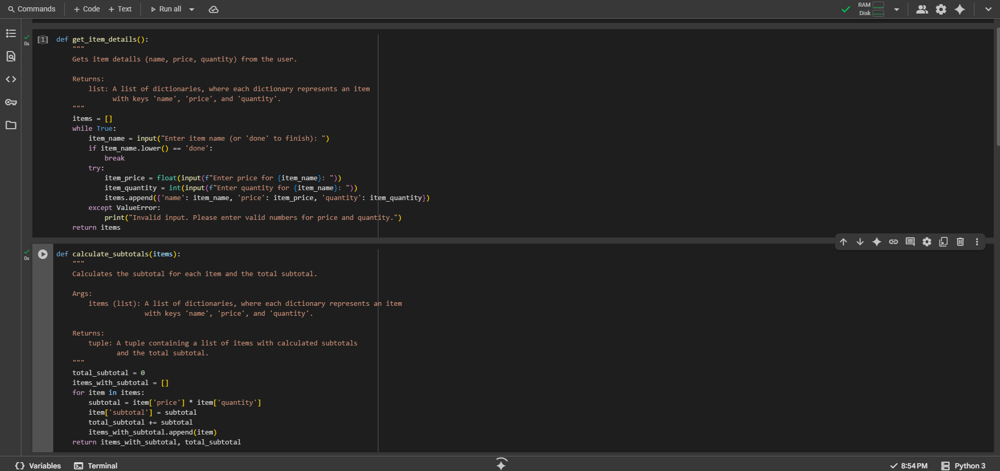 Commands + Code + Text Run all
RAM
Disk
[1] def get_item_details():
0s
    """
    Gets item details (name, price, quantity) from the user.

    Returns:
        list: A list of dictionaries, where each dictionary represents an item
              with keys 'name', 'price', and 'quantity'.
    """
    items = []
    while True:
        item_name = input("Enter item name (or 'done' to finish): ")
        if item_name.lower() == 'done':
            break
        try:
            item_price = float(input(f"Enter price for {item_name}: "))
            item_quantity = int(input(f"Enter quantity for {item_name}: "))
            items.append({'name': item_name, 'price': item_price, 'quantity': item_quantity})
        except ValueError:
            print("Invalid input. Please enter valid numbers for price and quantity.")
    return items
def calculate_subtotals(items):
0s
    """
    Calculates the subtotal for each item and the total subtotal.

    Args:
        items (list): A list of dictionaries, where each dictionary represents an item
                      with keys 'name', 'price', and 'quantity'.

    Returns:
        tuple: A tuple containing a list of items with calculated subtotals
               and the total subtotal.
    """
    total_subtotal = 0
    items_with_subtotal = []
    for item in items:
        subtotal = item['price'] * item['quantity']
        item['subtotal'] = subtotal
        total_subtotal += subtotal
        items_with_subtotal.append(item)
    return items_with_subtotal, total_subtotal
{} Variables Terminal 8:54 PM Python 3